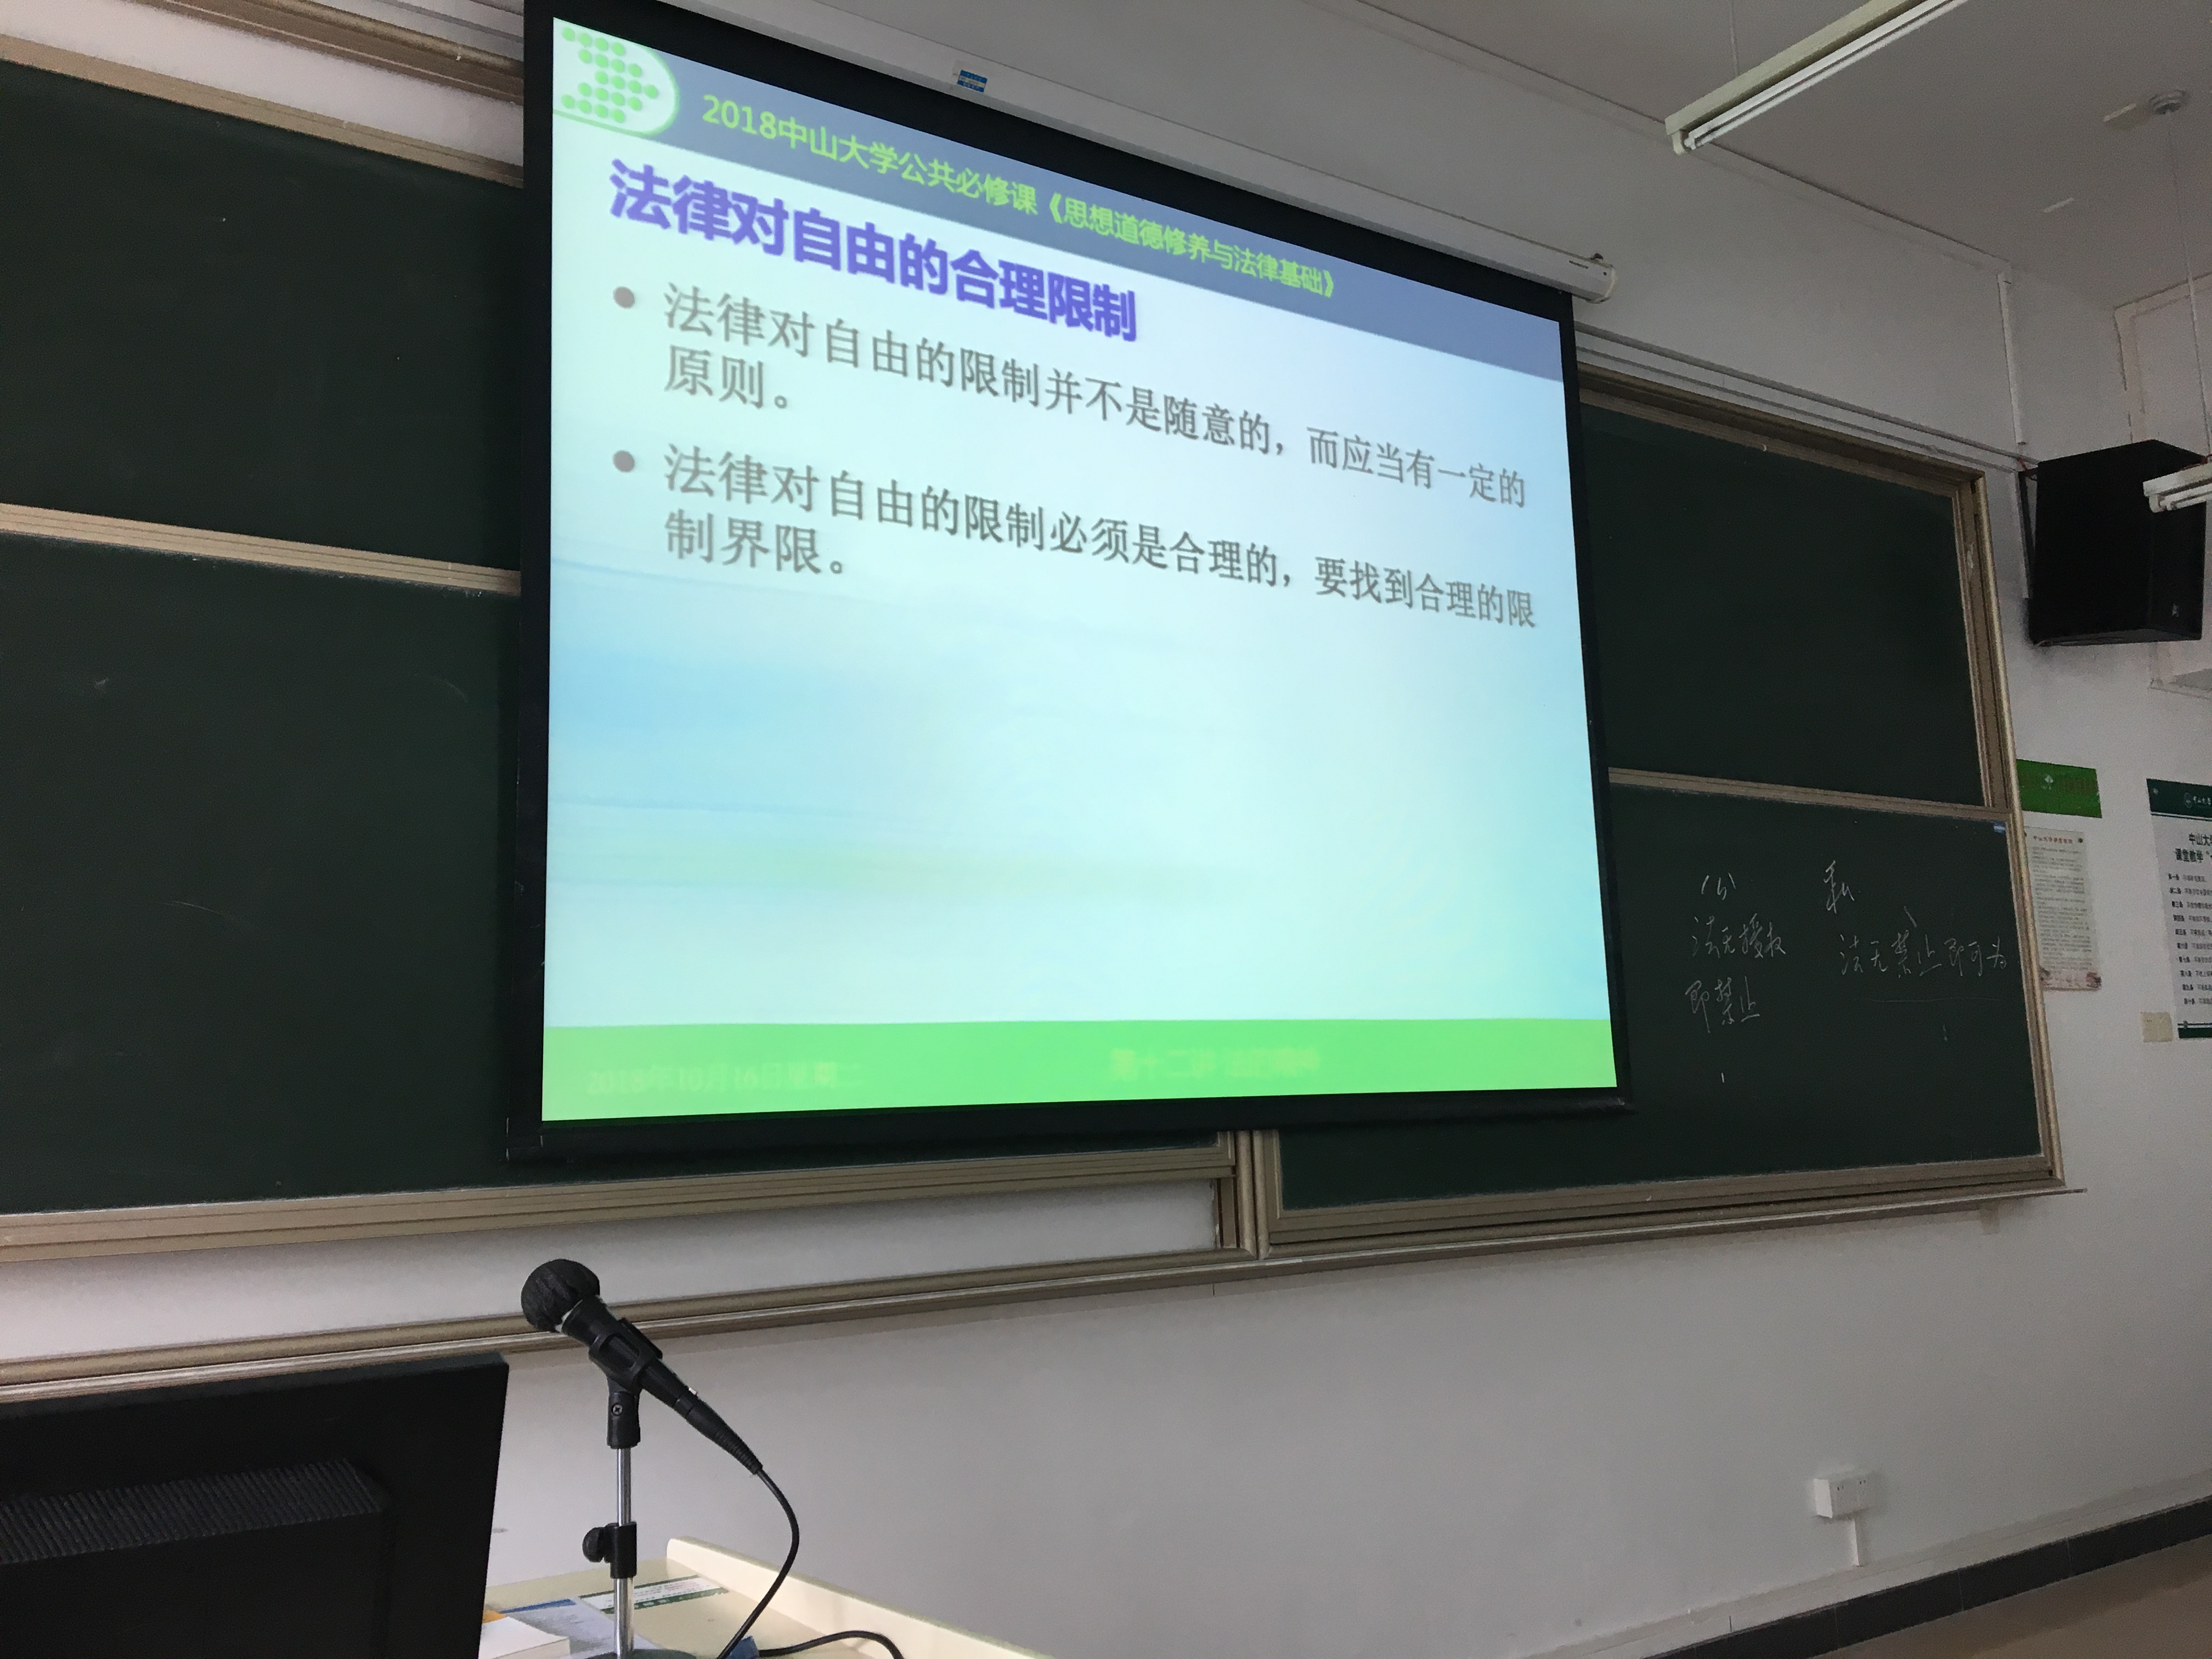 2018中山大学公共必修课《思想道德修养与法律基础》
法律对自由的合理限制
• 法律对自由的限制并不是随意的，而应当有一定的
原则。
• 法律对自由的限制必须是合理的，要找到合理的限
制界限。
2018年10月16日星期二
第十二讲
公
法无授权
即禁止
私
法无禁止即可为
中山大
课堂教学